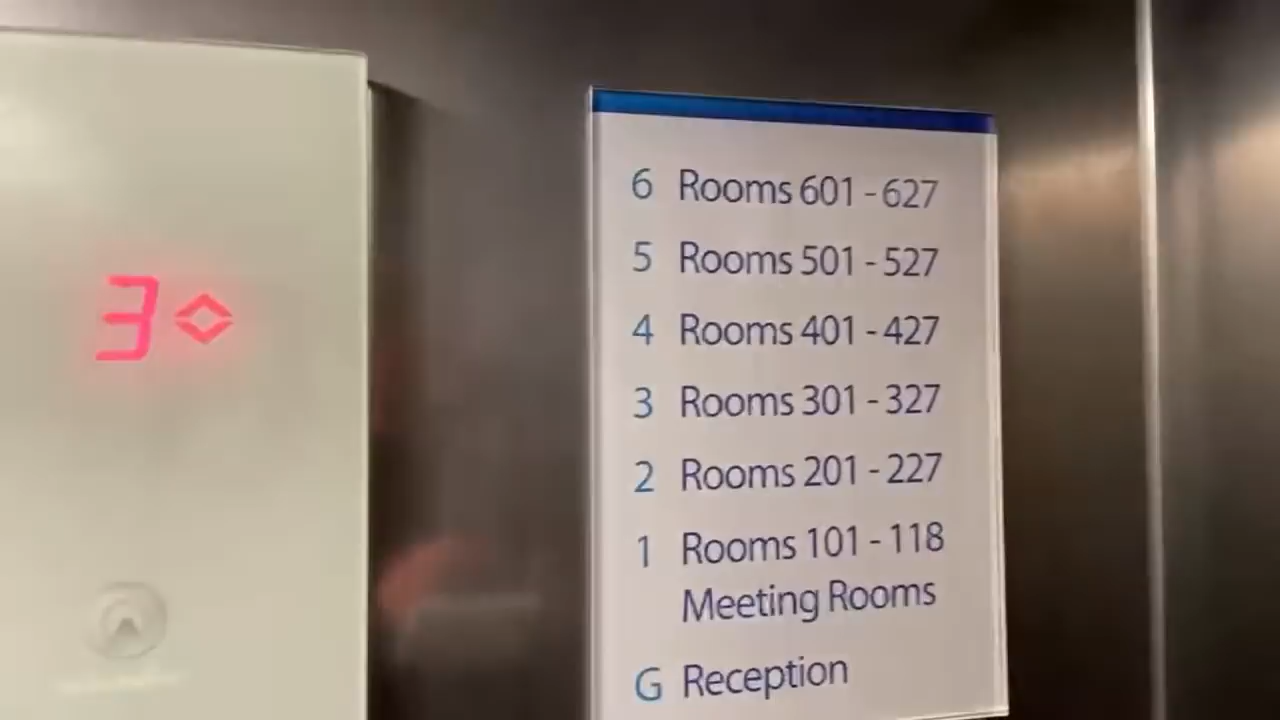 3
6 Rooms 601 - 627
5 Rooms 501 - 527
4 Rooms 401 - 427
3 Rooms 301 - 327
2 Rooms 201 - 227
1 Rooms 101 - 118
Meeting Rooms
G Reception